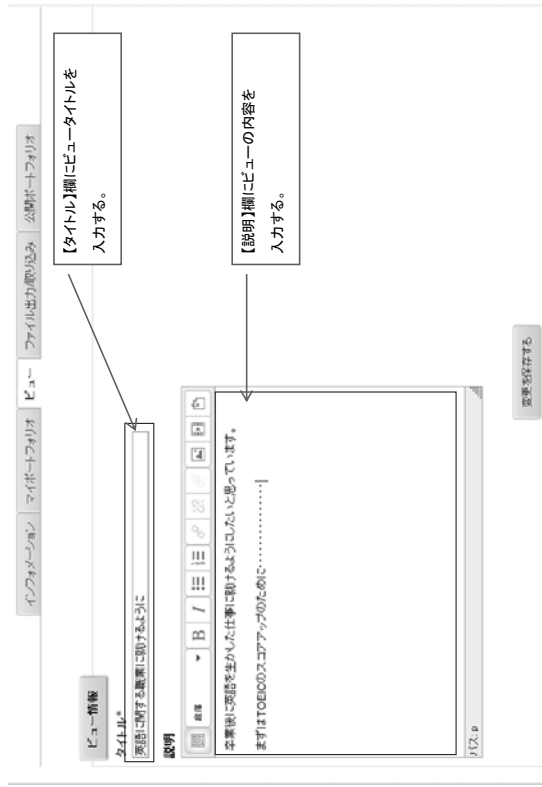 インフォメーション
マイポートフォリオ
ビュー
ファイル出力/取り込み
公開ポートフォリオ
ビュー情報
タイトル*
英語に関する職業に就けるように
【タイトル】欄にビュータイトルを
入力する。
説明
段落
B
I
卒業後に英語を生かした仕事に就けるようにしたいと思っています。
まずはTOEICのスコアアップのために・・・・・・・・・・・・・
【説明】欄にビューの内容を
入力する。
パス: p
変更を保存する